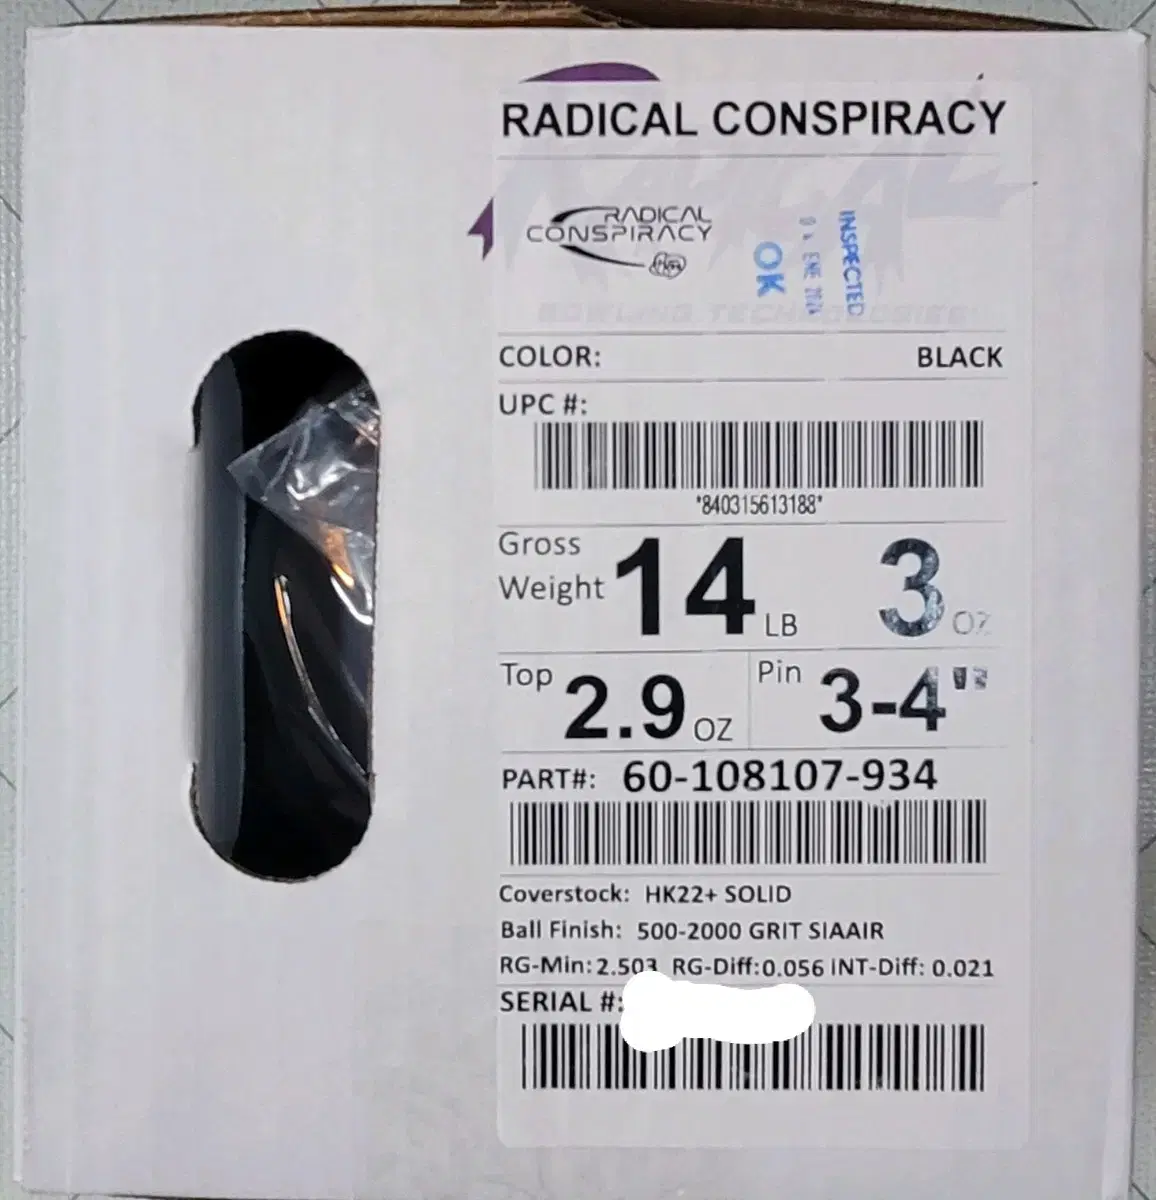 RADICAL CONSPIRACY
RADICAL
CONSPIRACY
OK
INSPECTED
BOWLING TECHNOLOGIES
COLOR: BLACK
UPC #:
*840315613188*
Gross Weight 14 LB 3 OZ
Top 2.9 OZ Pin 3-4"
PART#: 60-108107-934
Coverstock: HK22+ SOLID
Ball Finish: 500-2000 GRIT SIAAIR
RG-Min: 2.503 RG-Diff:0.056 INT-Diff: 0.021
SERIAL #: